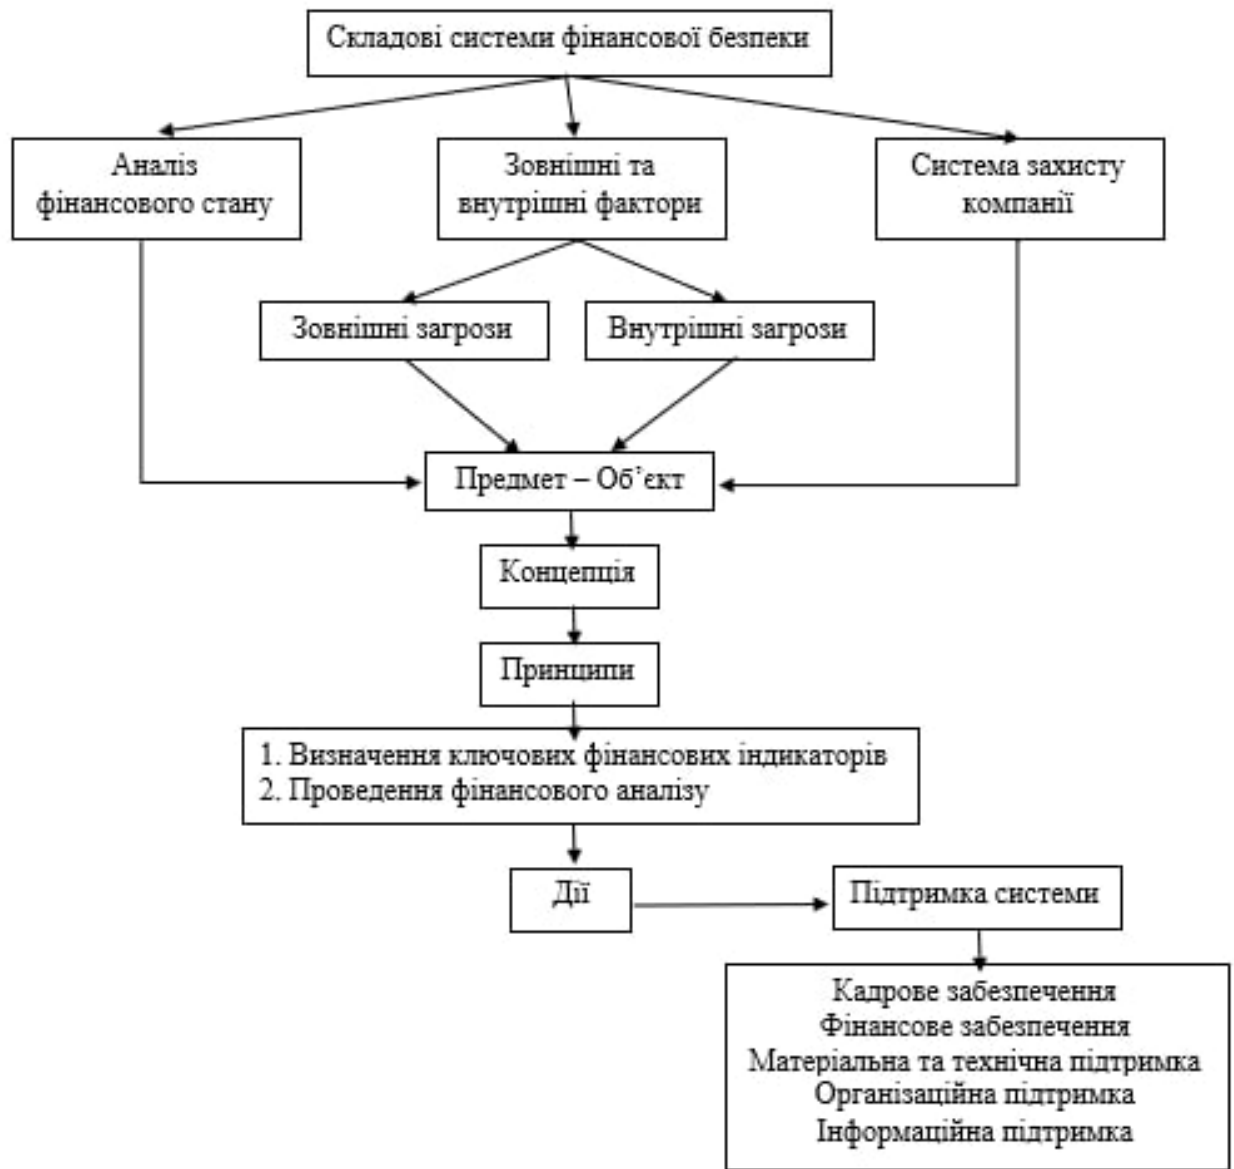 Складові системи фінансової безпеки
Аналіз
фінансового стану
Зовнішні та
внутрішні фактори
Система захисту
компанії
Зовнішні загрози
Внутрішні загрози
Предмет – Об’єкт
Концепція
Принципи
1. Визначення ключових фінансових індикаторів
2. Проведення фінансового аналізу
Дії
Підтримка системи
Кадрове забезпечення
Фінансове забезпечення
Матеріальна та технічна підтримка
Організаційна підтримка
Інформаційна підтримка